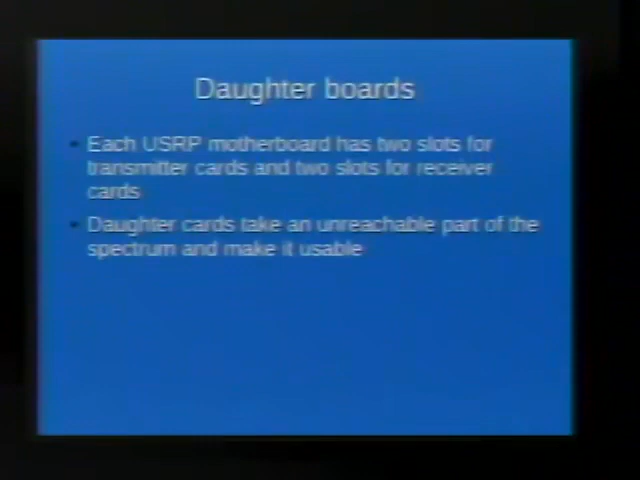 Daughter boards
Each USRP motherboard has two slots for
transmitter cards and two slots for receiver
cards
Daughter cards take an unreachable part of the
spectrum and make it usable